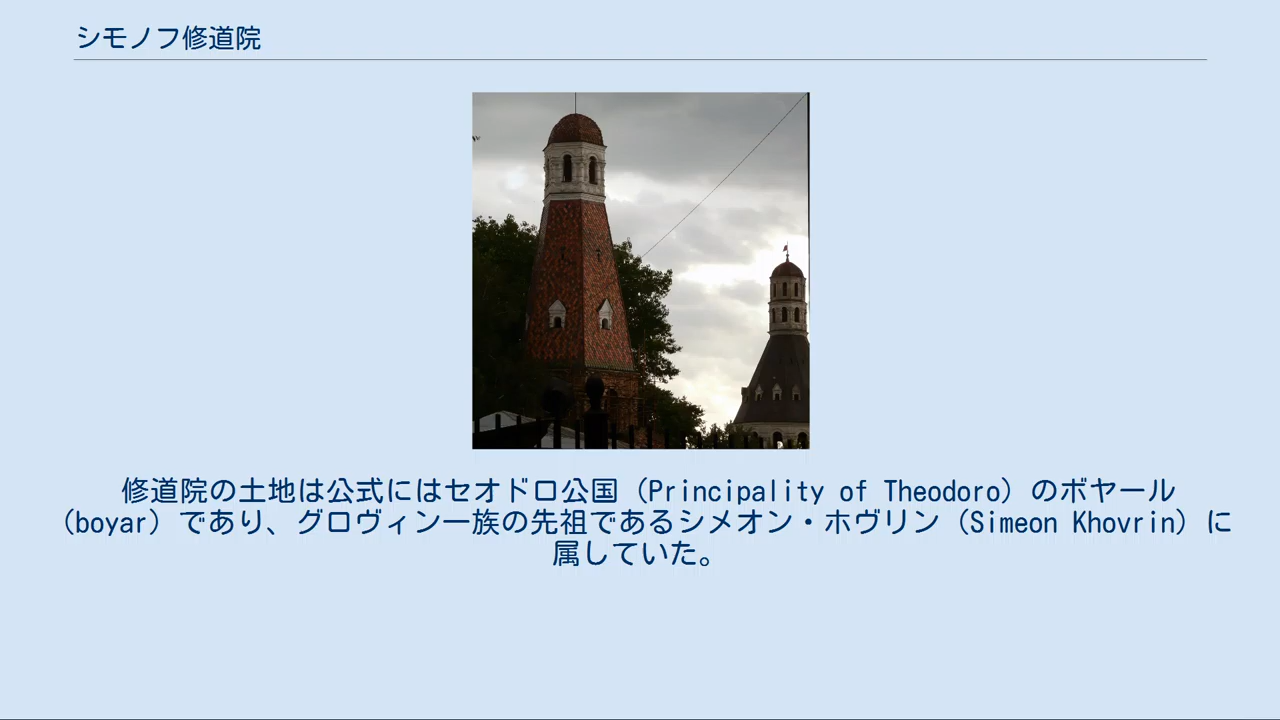 シモノフ修道院
修道院の土地は公式にはセオドロ公国（Principality of Theodoro）のボヤール
（boyar）であり、グロヴィン一族の先祖であるシメオン・ホヴリン（Simeon Khovrin）に
属していた。